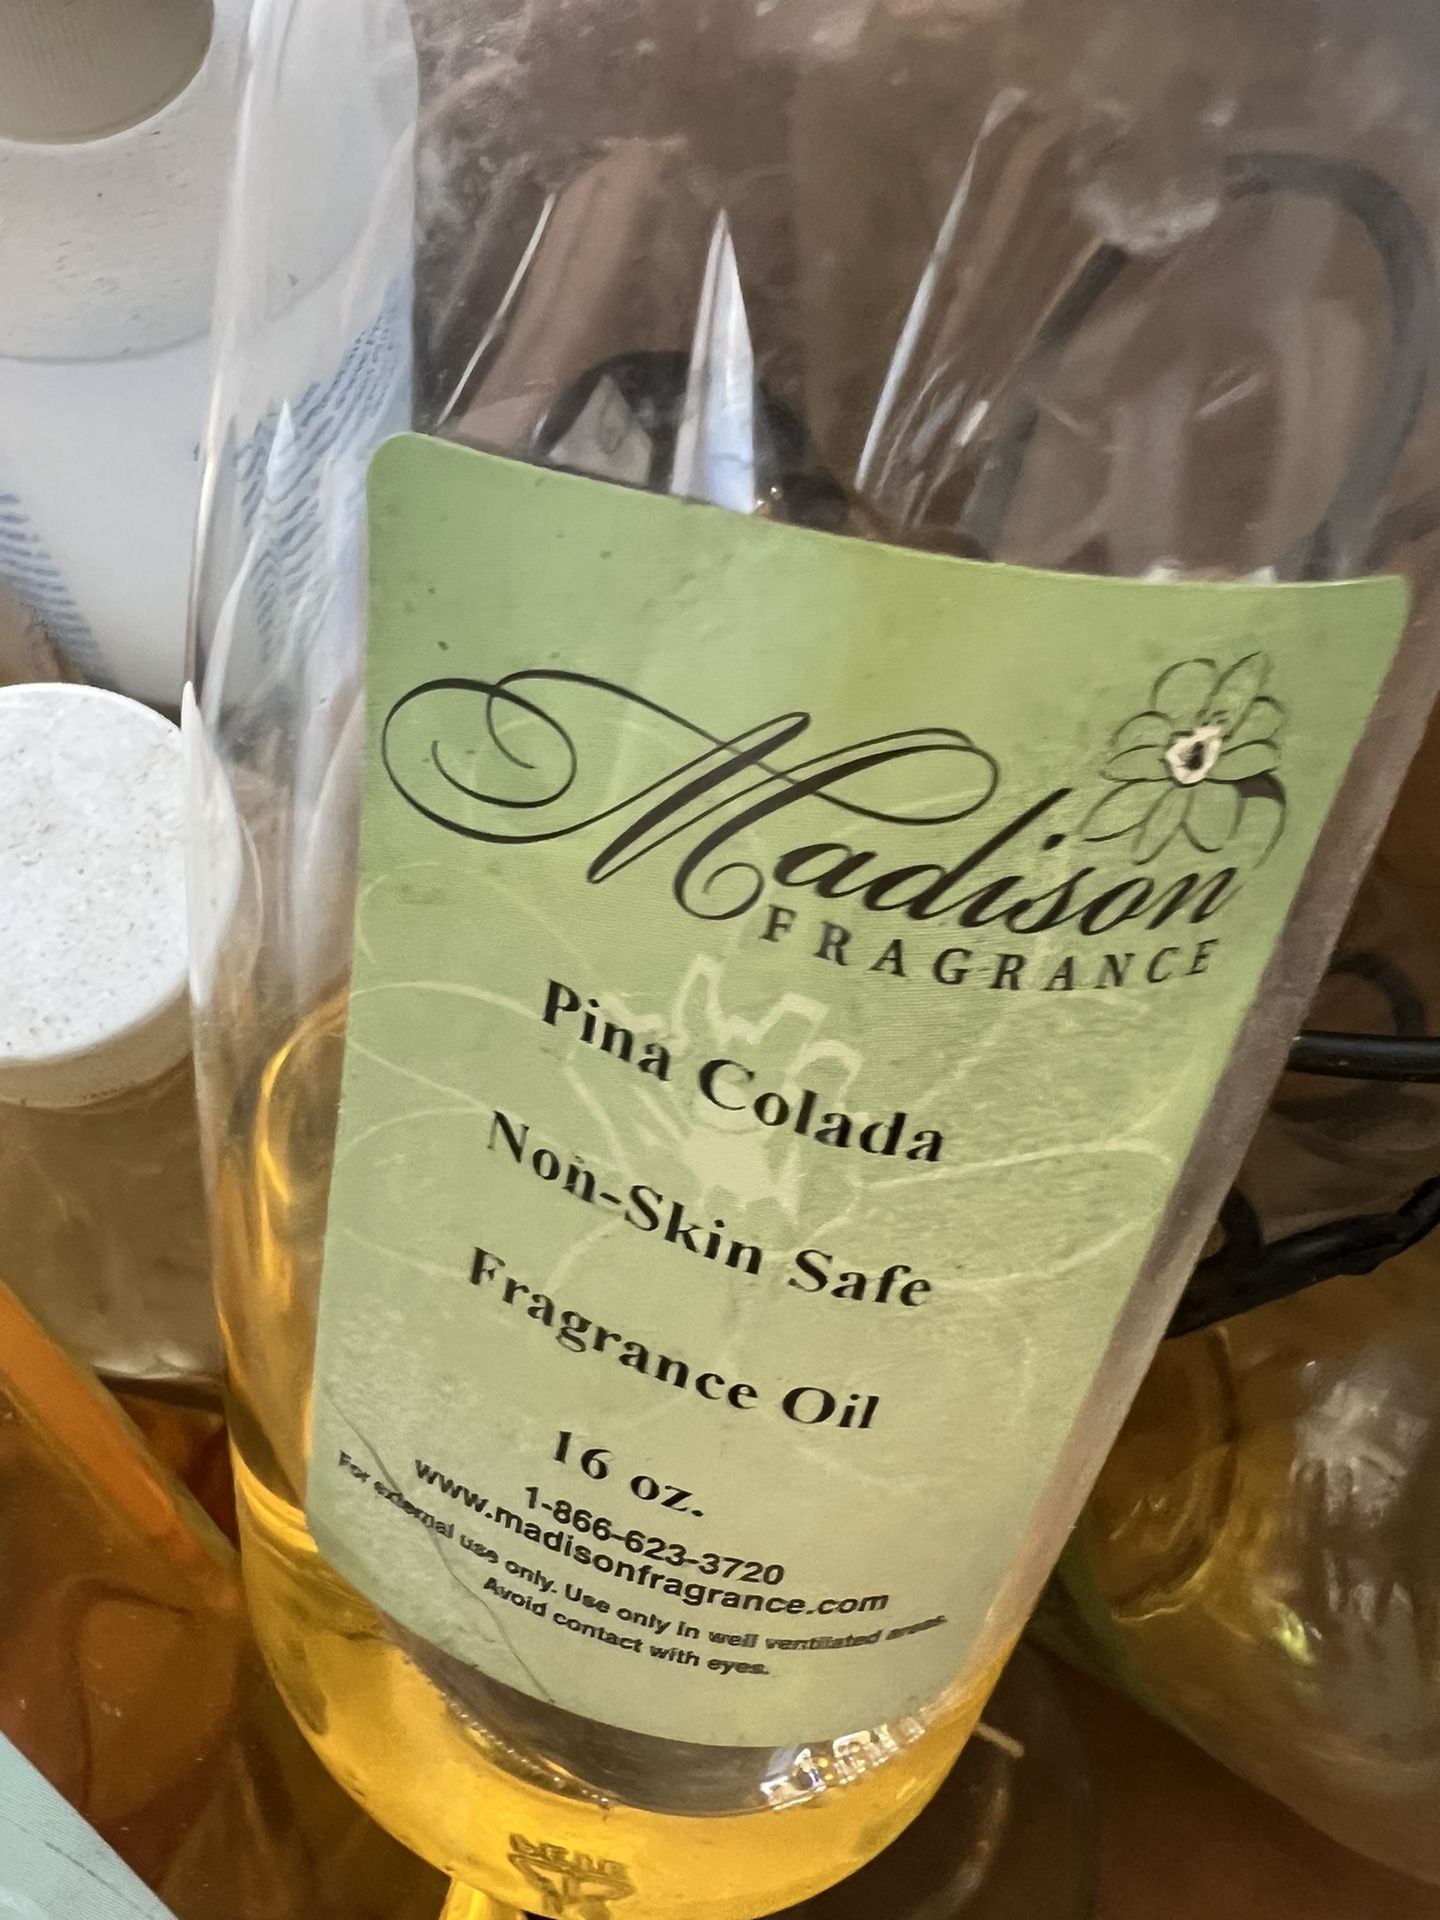 Madison
FRAGRANCE
Pina Colada
Non-Skin Safe
Fragrance Oil
16 oz.
1-866-623-3720
www.madisonfragrance.com
For external use only. Use only in well ventilated areas.
Avoid contact with eyes.